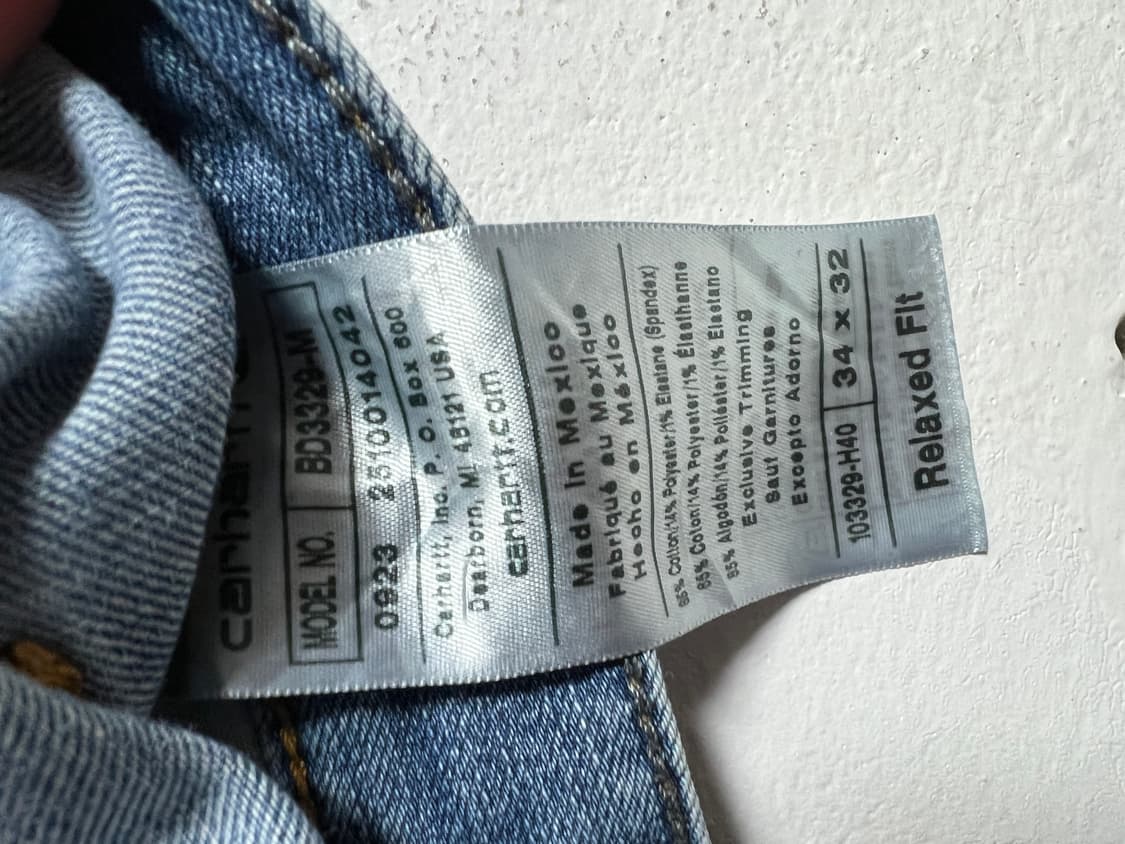 carhartt
MODEL NO. BD3329-M
0923 2510014042
Carhartt, Inc. P. O. Box 600
Dearborn, MI 48121 USA
carhartt.com
Made In Mexico
Fabriqué au Mexique
Hecho en México
85% Cotton/14% Polyester/1% Elastane (Spandex)
85% Coton/14% Polyester/1% Élasthanne
85% Algodón/14% Poliéster/1% Elastano
Exclusive Trimming
Sauf Garnitures
Excepto Adorno
103329-H40 34 x 32
Relaxed Fit